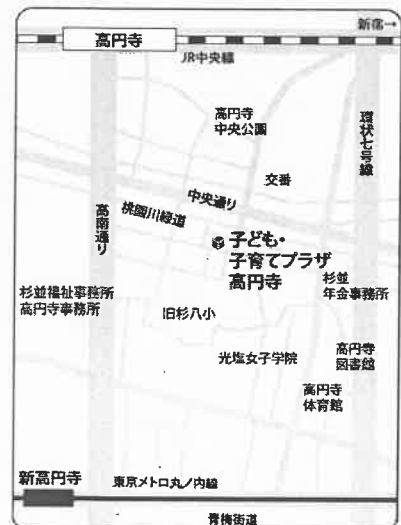 新宿→
高円寺
JR中央線
高円寺
中央公園
環状七号線
交番
中央通り
桃園川緑道
高南通り
子ども・
子育てプラザ
高円寺
杉並
年金事務所
杉並福祉事務所
高円寺事務所
旧杉八小
光塩女子学院
高円寺
図書館
高円寺
体育館
新高円寺
東京メトロ丸ノ内線
青梅街道